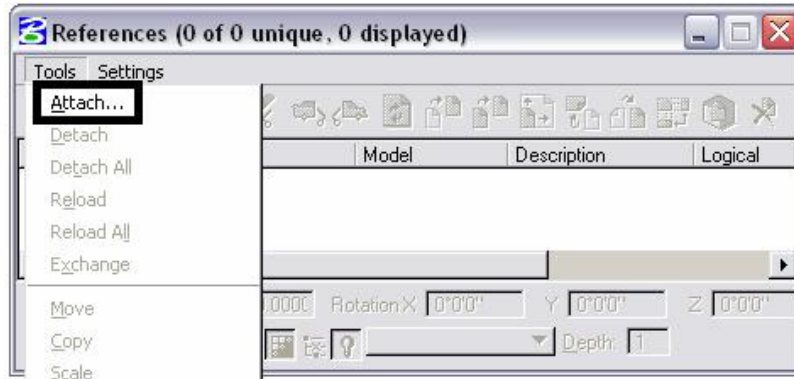 References (0 of 0 unique, 0 displayed)
Tools Settings
Attach...
Detach
Model Description Logical
Detach All
Reload
Reload All
Exchange
Move .0000 Rotation X 0°0'0" Y 0°0'0" Z 0°0'0"
Copy Depth: 1
Scale